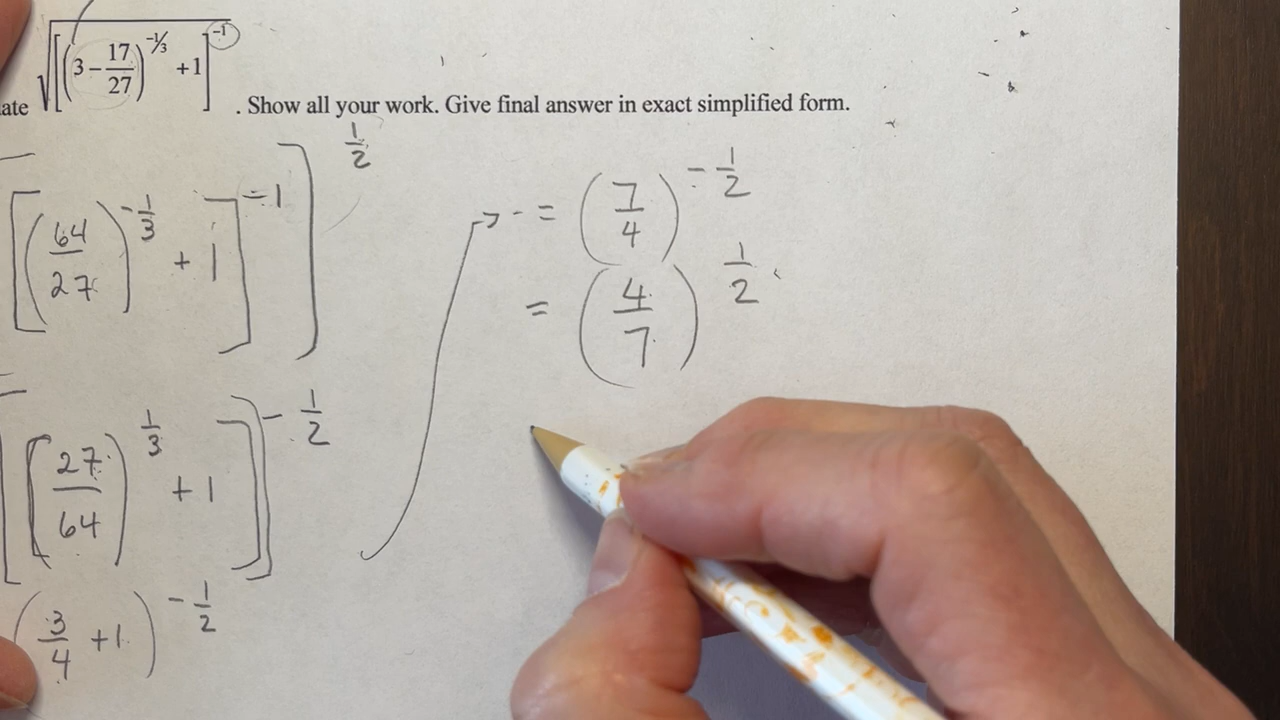 ate √[(3 − 17/27)^(-1/3) + 1]^(-1) . Show all your work. Give final answer in exact simplified form.
[(64/27)^(-1/3) + 1]^(-1)]^(1/2)
[[(27/64)^(1/3) + 1]]^(-1/2)
(3/4 + 1)^(-1/2)
→ = (7/4)^(-1/2)
= (4/7)^(1/2)